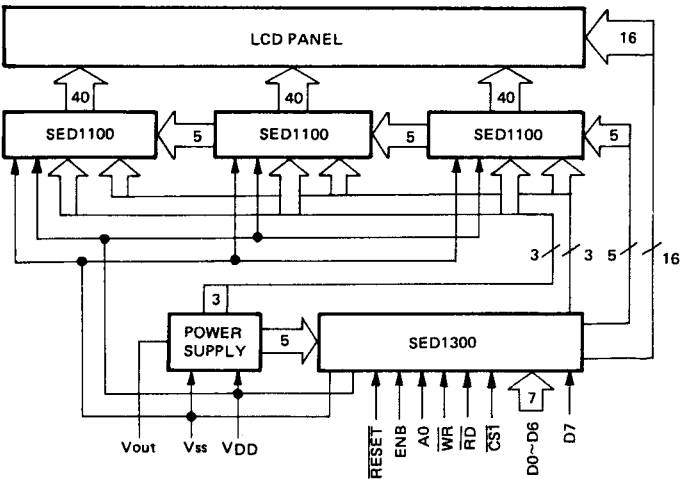 LCD PANEL
16
40
40
40
SED1100
5
SED1100
5
SED1100
5
3
3
5
16
3
POWER
SUPPLY
5
SED1300
7
Vout
Vss
VDD
RESET
ENB
A0
WR
RD
CS1
D0~D6
D7